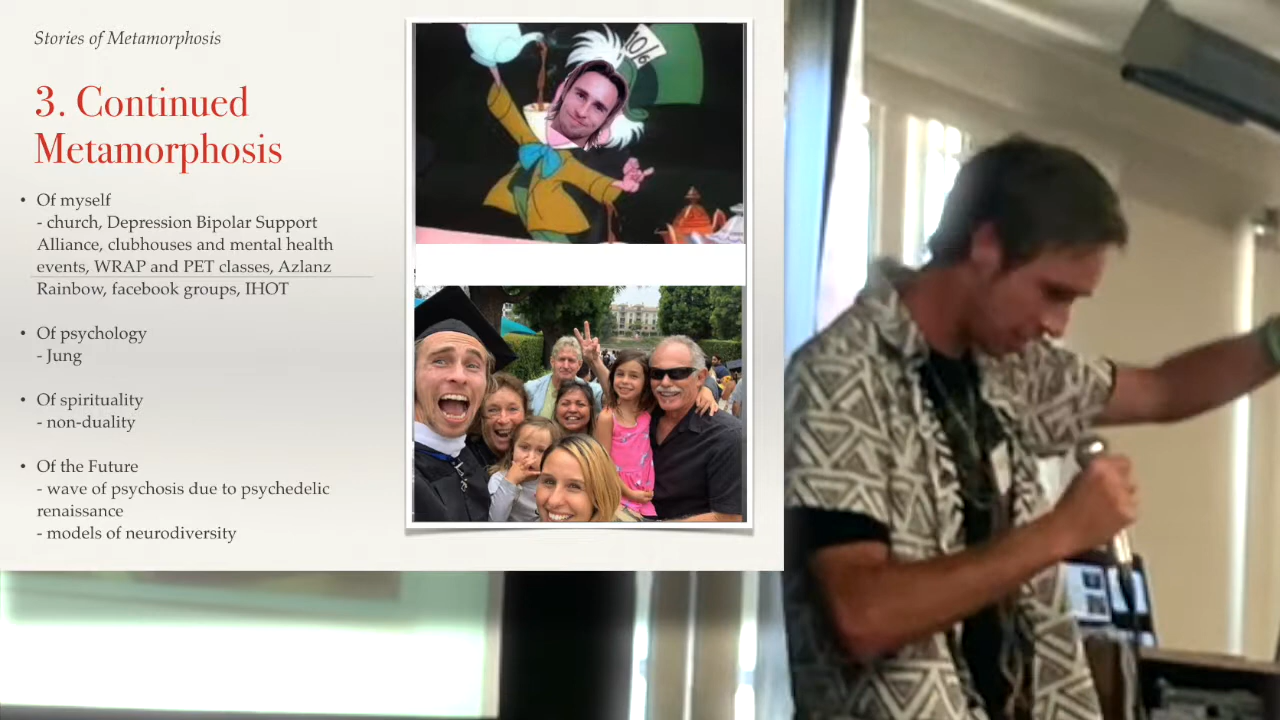 Stories of Metamorphosis
3. Continued
Metamorphosis
• Of myself
- church, Depression Bipolar Support
Alliance, clubhouses and mental health
events, WRAP and PET classes, Azlanz
Rainbow, facebook groups, IHOT
• Of psychology
- Jung
• Of spirituality
- non-duality
• Of the Future
- wave of psychosis due to psychedelic
renaissance
- models of neurodiversity
10/6